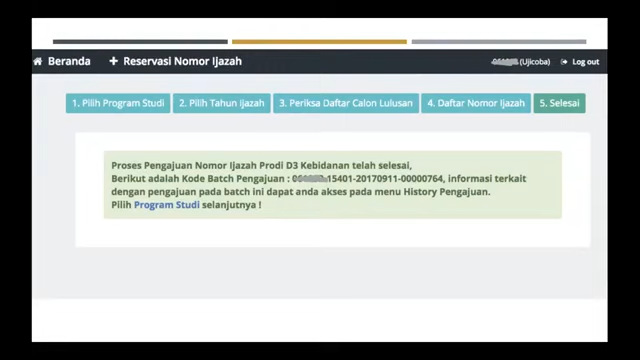 Beranda + Reservasi Nomor Ijazah (Ujicoba) Log out
1. Pilih Program Studi 2. Pilih Tahun Ijazah 3. Periksa Daftar Calon Lulusan 4. Daftar Nomor Ijazah 5. Selesai
Proses Pengajuan Nomor Ijazah Prodi D3 Kebidanan telah selesai,
Berikut adalah Kode Batch Pengajuan : 15401-20170911-00000764, informasi terkait
dengan pengajuan pada batch ini dapat anda akses pada menu History Pengajuan.
Pilih Program Studi selanjutnya !